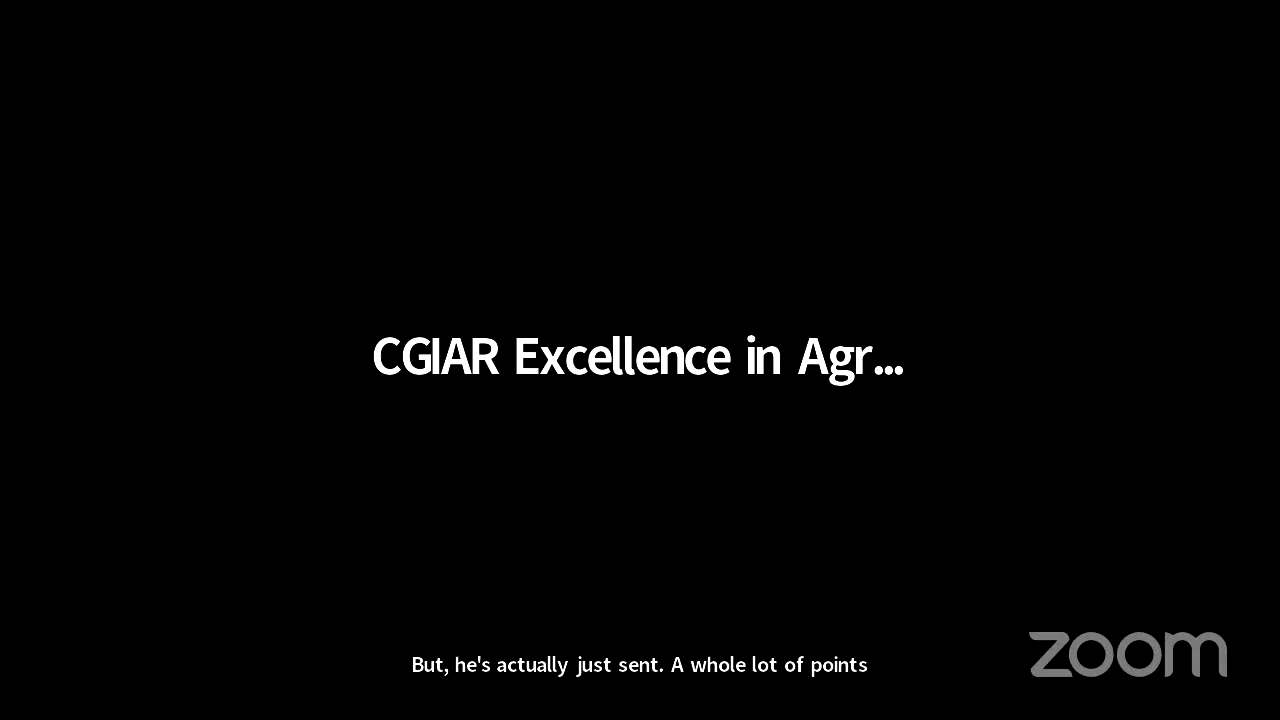 CGIAR Excellence in Agr...
But, he's actually just sent. A whole lot of points
zoom